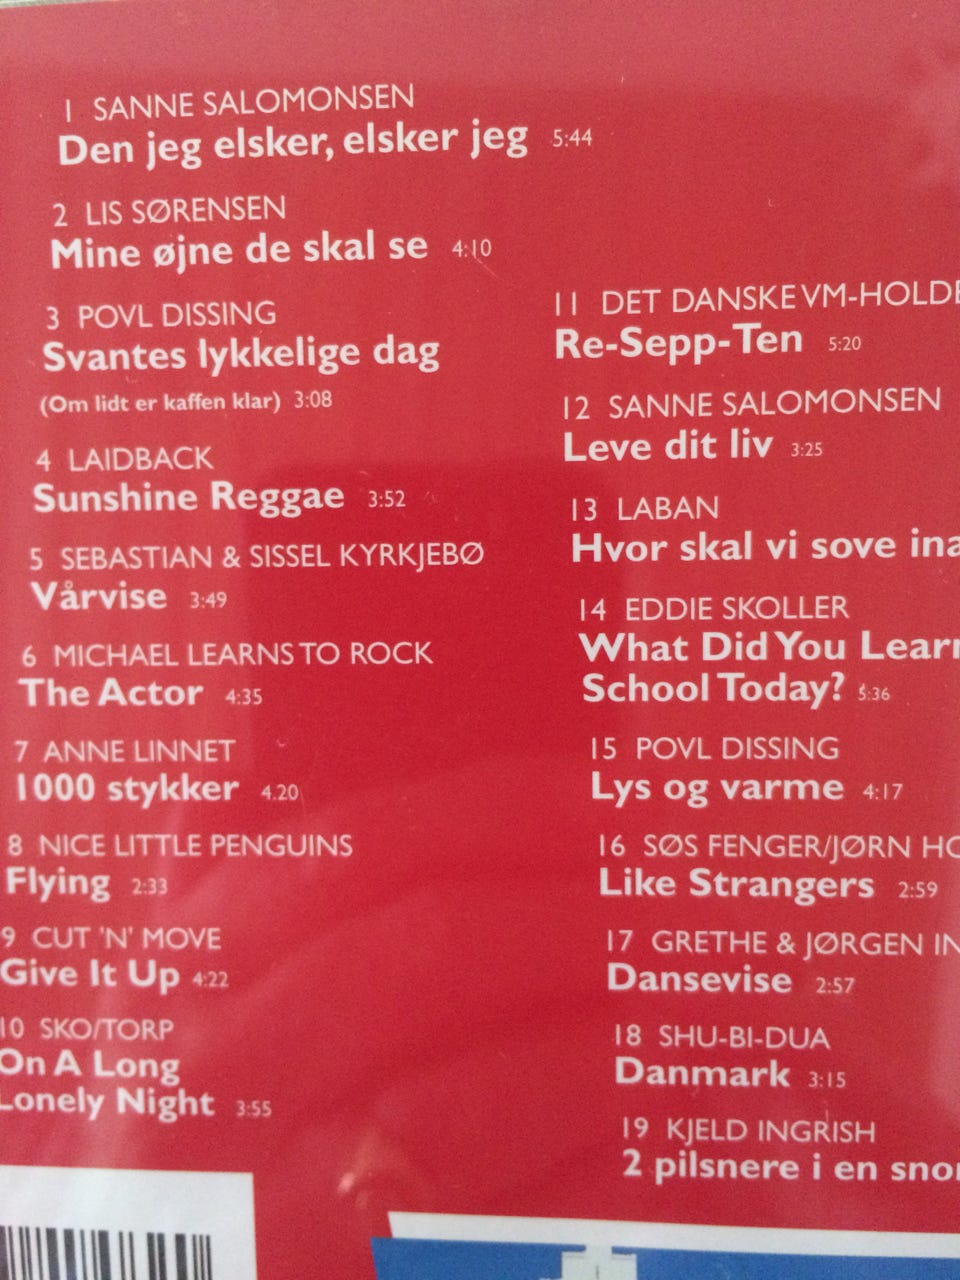 1 SANNE SALOMONSEN
Den jeg elsker, elsker jeg 5:44
2 LIS SØRENSEN
Mine øjne de skal se 4:10
3 POVL DISSING
Svantes lykkelige dag
(Om lidt er kaffen klar) 3:08
4 LAIDBACK
Sunshine Reggae 3:52
5 SEBASTIAN & SISSEL KYRKJEBØ
Vårvise 3:49
6 MICHAEL LEARNS TO ROCK
The Actor 4:35
7 ANNE LINNET
1000 stykker 4.20
8 NICE LITTLE PENGUINS
Flying 2:33
9 CUT 'N' MOVE
Give It Up 4:22
10 SKO/TORP
On A Long
Lonely Night 3:55
11 DET DANSKE VM-HOLDE
Re-Sepp-Ten 5:20
12 SANNE SALOMONSEN
Leve dit liv 3:25
13 LABAN
Hvor skal vi sove ina
14 EDDIE SKOLLER
What Did You Learn
School Today? 5:36
15 POVL DISSING
Lys og varme 4:17
16 SØS FENGER/JØRN HO
Like Strangers 2:59
17 GRETHE & JØRGEN IN
Dansevise 2:57
18 SHU-BI-DUA
Danmark 3:15
19 KJELD INGRISH
2 pilsnere i en snor